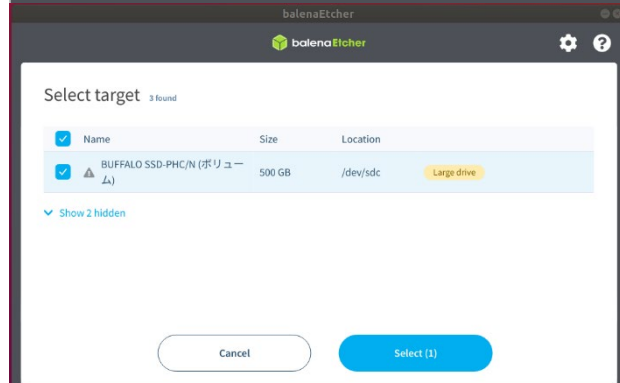 balenaEtcher
balenaEtcher
Select target 3 found
Name Size Location
BUFFALO SSD-PHC/N (ボリュー
ム) 500 GB /dev/sdc Large drive
Show 2 hidden
Cancel Select (1)